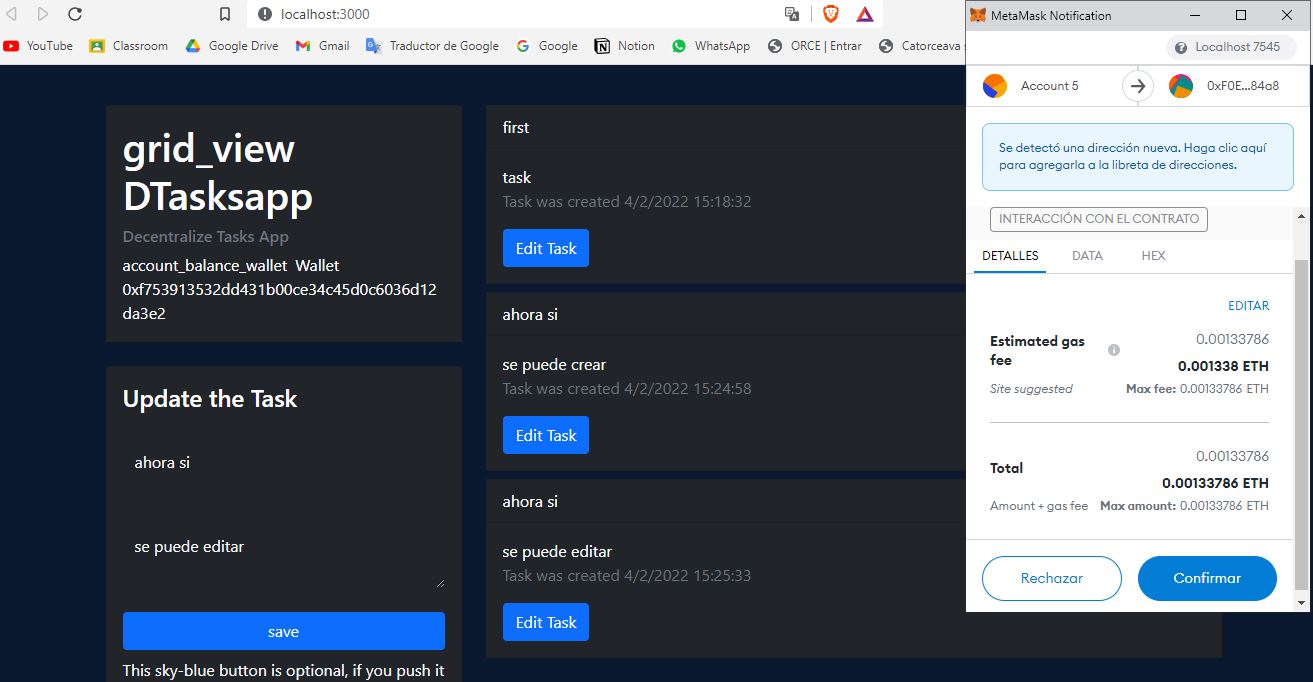 localhost:3000
YouTube
Classroom
Google Drive
Gmail
Traductor de Google
Google
Notion
WhatsApp
ORCE | Entrar
Catorceava s
grid_view
DTasksapp
Decentralize Tasks App
account_balance_wallet Wallet
0xf753913532dd431b00ce34c45d0c6036d12
da3e2
Update the Task
ahora si
se puede editar
save
This sky-blue button is optional, if you push it
first
task
Task was created 4/2/2022 15:18:32
Edit Task
ahora si
se puede crear
Task was created 4/2/2022 15:24:58
Edit Task
ahora si
se puede editar
Task was created 4/2/2022 15:25:33
Edit Task
MetaMask Notification
Localhost 7545
Account 5
0xF0E...84a8
Se detectó una dirección nueva. Haga clic aquí
para agregarla a la libreta de direcciones.
INTERACCIÓN CON EL CONTRATO
DETALLES
DATA
HEX
EDITAR
Estimated gas
fee
0.00133786
0.001338 ETH
Site suggested
Max fee: 0.00133786 ETH
Total
0.00133786
0.00133786 ETH
Amount + gas fee
Max amount: 0.00133786 ETH
Rechazar
Confirmar